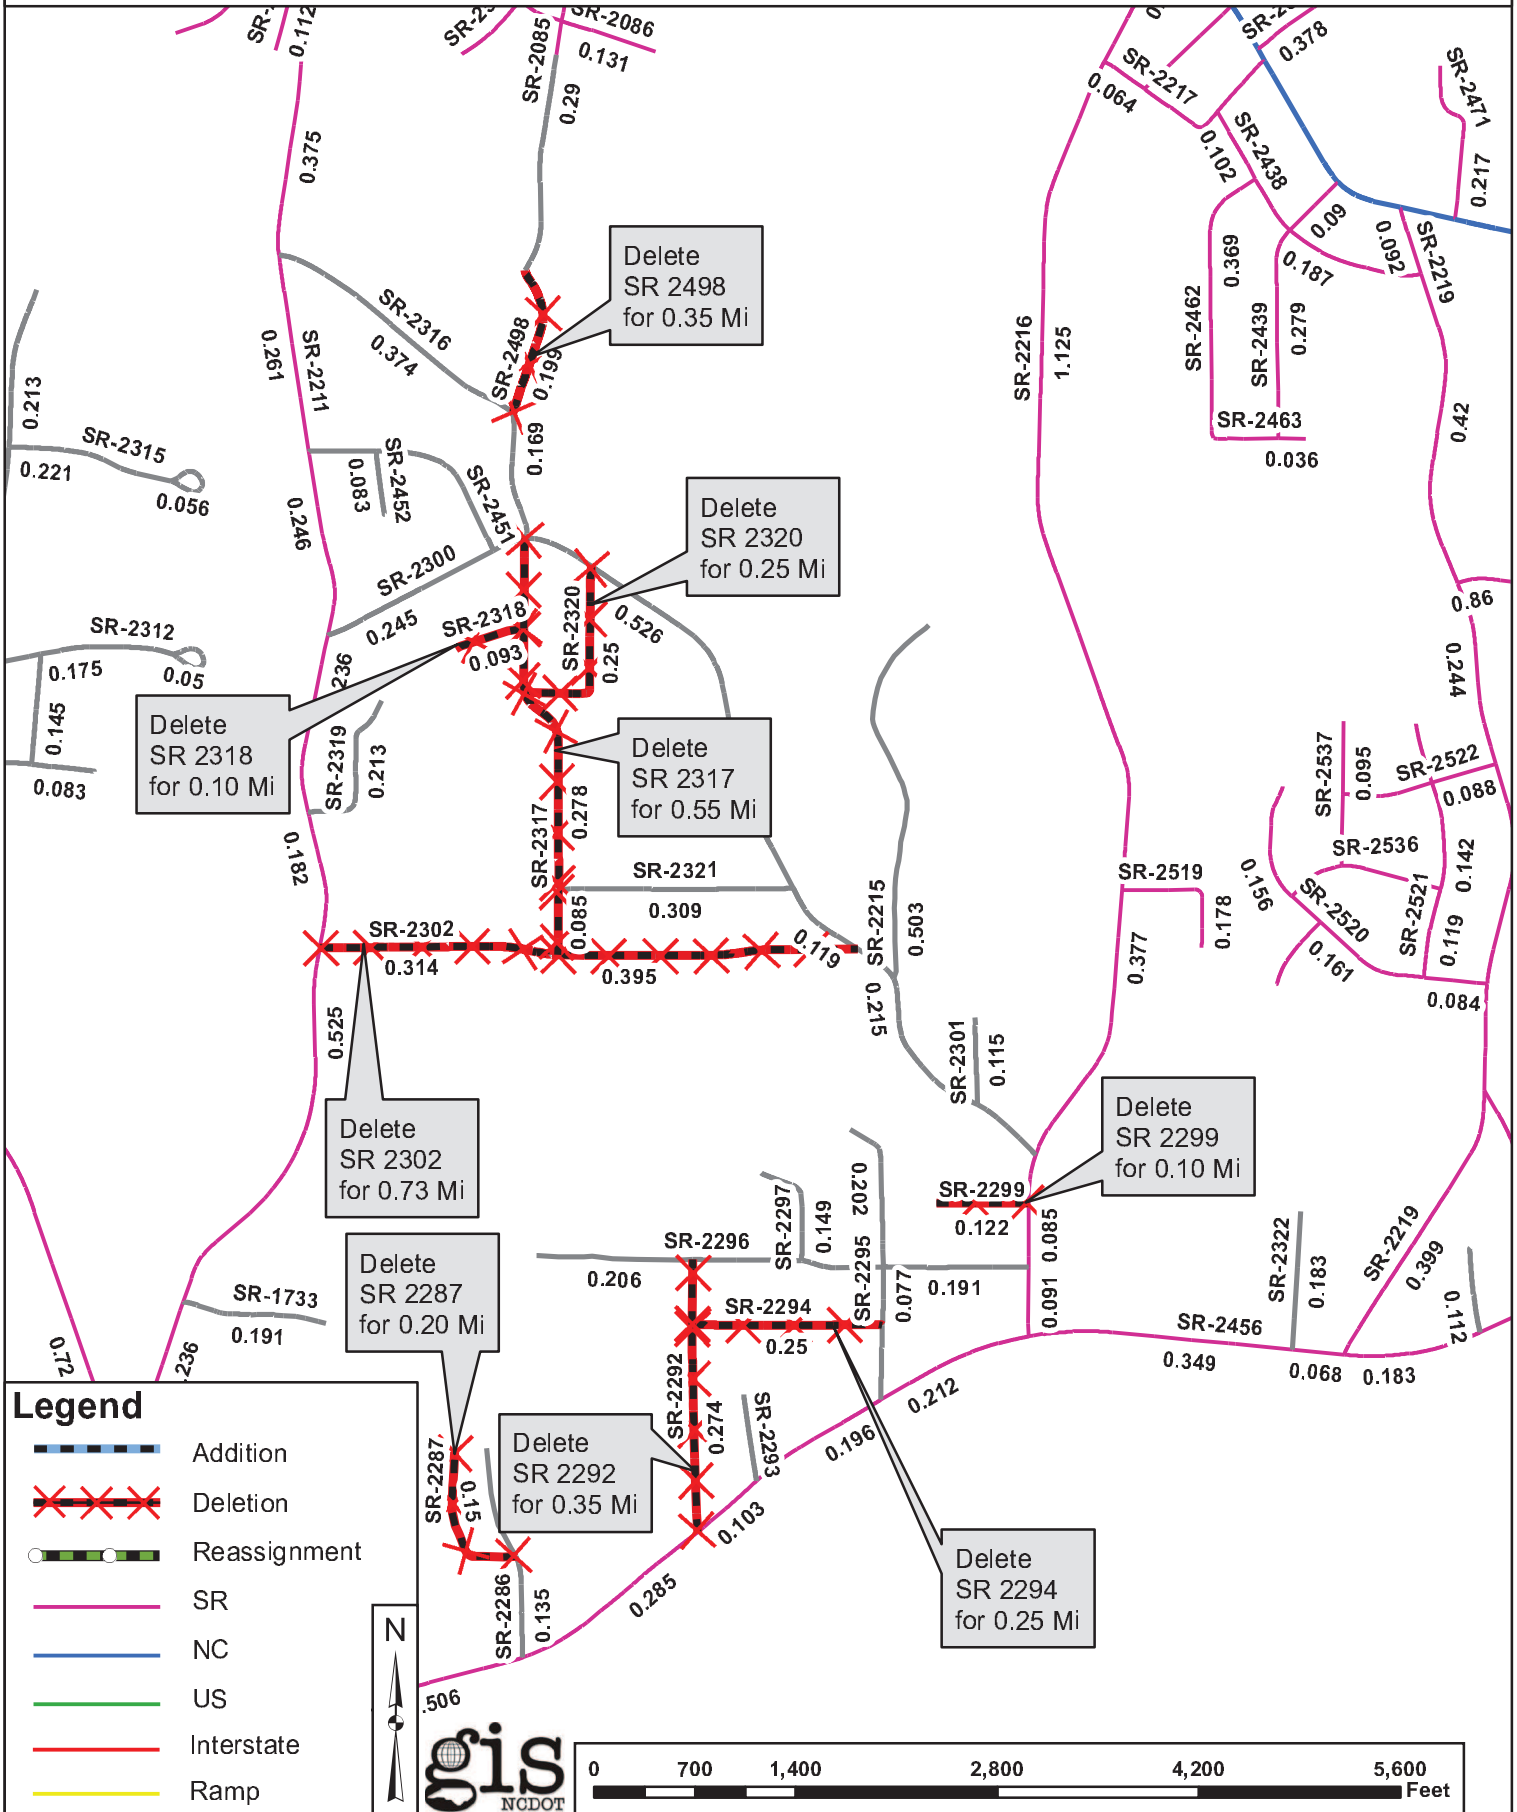 SR-
0.112
SR-2085
SR-2086
0.131
0.29
0.375
SR-2217
0.064
0.378
SR-2471
0.217
SR-2438
0.102
0.09
0.092
SR-2219
0.187
0.369
SR-2462
SR-2439
0.279
SR-2463
0.036
0.42
0.86
0.244
SR-2216
1.125
Delete
SR 2498
for 0.35 Mi
SR-2498
0.199
0.169
SR-2316
0.374
0.261
SR-2211
0.213
SR-2315
0.221
0.056
SR-2452
0.083
SR-2451
0.246
SR-2300
0.245
Delete
SR 2320
for 0.25 Mi
SR-2320
0.25
0.526
SR-2318
0.093
SR-2312
0.175
0.05
0.145
0.083
236
Delete
SR 2318
for 0.10 Mi
SR-2319
0.213
Delete
SR 2317
for 0.55 Mi
SR-2317
0.278
0.182
SR-2321
0.309
0.085
SR-2302
0.314
0.395
0.119
SR-2215
0.503
0.215
SR-2519
0.178
0.377
SR-2537
0.095
SR-2522
0.088
SR-2536
0.142
0.156
SR-2520
SR-2521
0.119
0.161
0.084
0.525
SR-2301
0.115
Delete
SR 2302
for 0.73 Mi
Delete
SR 2299
for 0.10 Mi
SR-2299
0.122
0.085
0.202
SR-2297
0.149
SR-2296
0.206
SR-2295
0.077
0.191
0.091
SR-2322
0.183
SR-2219
0.399
0.112
SR-2456
0.349
0.068
0.183
Delete
SR 2287
for 0.20 Mi
SR-1733
0.191
236
0.72
SR-2294
0.25
SR-2292
0.274
SR-2293
0.212
0.196
0.103
Delete
SR 2292
for 0.35 Mi
SR-2287
0.15
SR-2286
0.135
0.285
Delete
SR 2294
for 0.25 Mi
.506
Legend
Addition
Deletion
Reassignment
SR
NC
US
Interstate
Ramp
N
gis
NCDOT
0 700 1,400 2,800 4,200 5,600
Feet